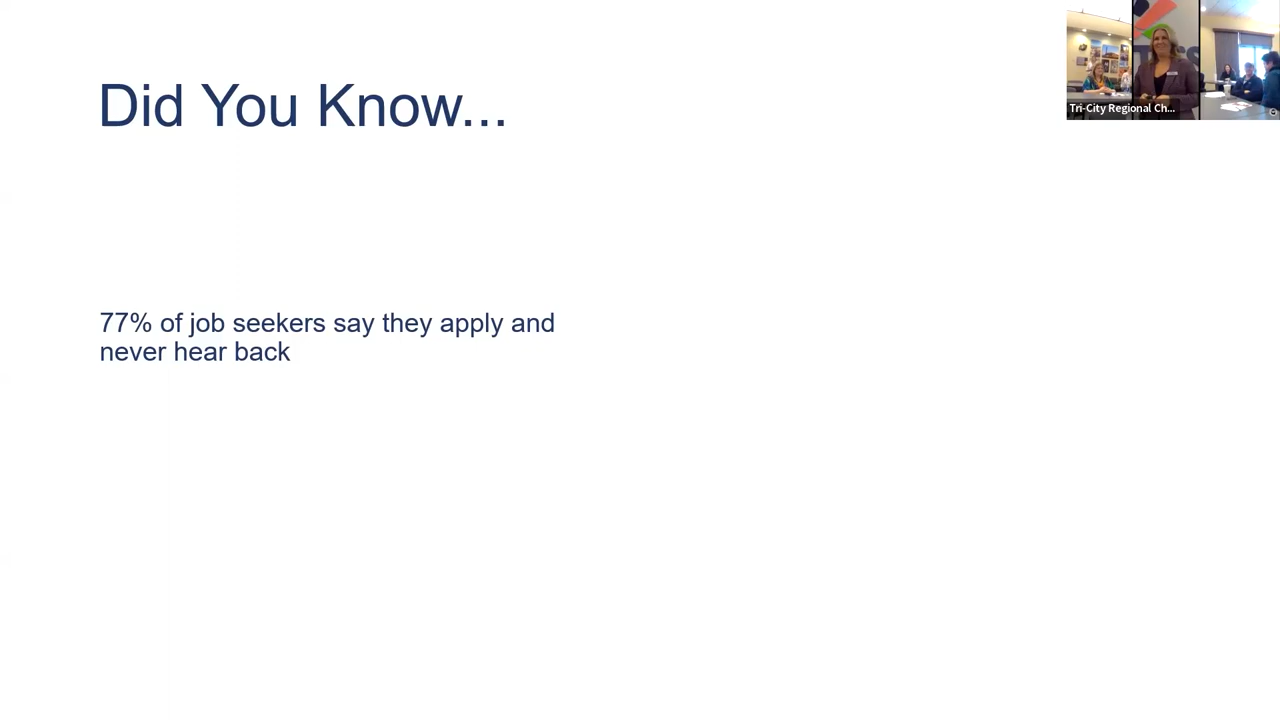 Did You Know...
Tri-City Regional Ch...
77% of job seekers say they apply and
never hear back